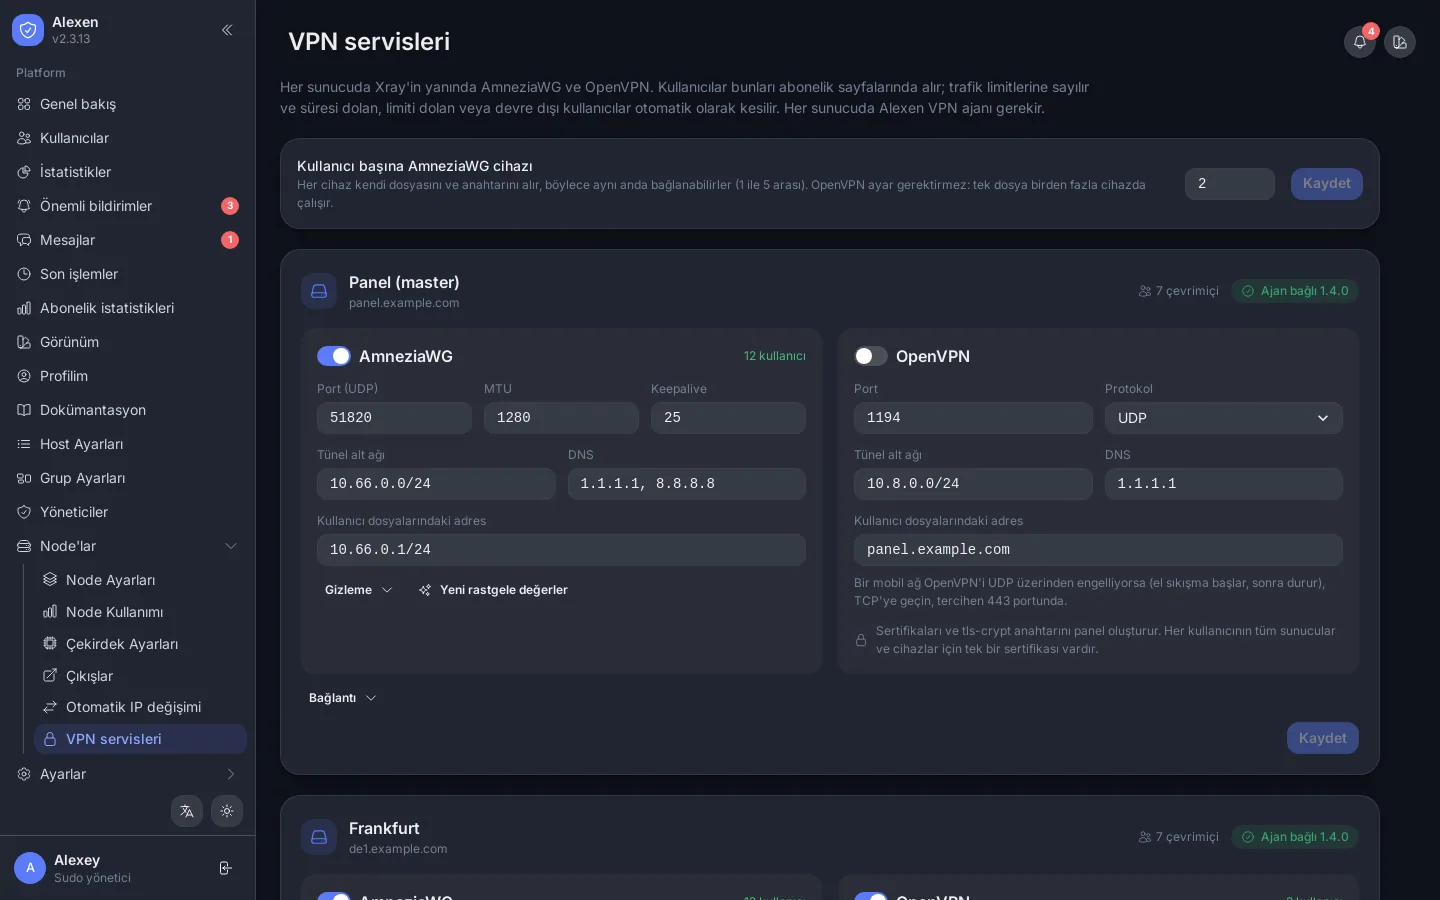 Alexen
v2.3.13
Platform
Genel bakış
Kullanıcılar
İstatistikler
Önemli bildirimler 3
Mesajlar 1
Son işlemler
Abonelik istatistikleri
Görünüm
Profilim
Dokümantasyon
Host Ayarları
Grup Ayarları
Yöneticiler
Node'lar
Node Ayarları
Node Kullanımı
Çekirdek Ayarları
Çıkışlar
Otomatik IP değişimi
VPN servisleri
Ayarlar
A
Alexey
Sudo yönetici
VPN servisleri
4
Her sunucuda Xray'in yanında AmneziaWG ve OpenVPN. Kullanıcılar bunları abonelik sayfalarında alır; trafik limitlerine sayılır
ve süresi dolan, limiti dolan veya devre dışı kullanıcılar otomatik olarak kesilir. Her sunucuda Alexen VPN ajanı gerekir.
Kullanıcı başına AmneziaWG cihazı
Her cihaz kendi dosyasını ve anahtarını alır, böylece aynı anda bağlanabilirler (1 ile 5 arası). OpenVPN ayar gerektirmez: tek dosya birden fazla cihazda
çalışır.
2
Kaydet
Panel (master)
panel.example.com
7 çevrimiçi
Ajan bağlı 1.4.0
AmneziaWG
12 kullanıcı
Port (UDP) MTU Keepalive
51820 1280 25
Tünel alt ağı DNS
10.66.0.0/24 1.1.1.1, 8.8.8.8
Kullanıcı dosyalarındaki adres
10.66.0.1/24
Gizleme Yeni rastgele değerler
OpenVPN
Port Protokol
1194 UDP
Tünel alt ağı DNS
10.8.0.0/24 1.1.1.1
Kullanıcı dosyalarındaki adres
panel.example.com
Bir mobil ağ OpenVPN'i UDP üzerinden engelliyorsa (el sıkışma başlar, sonra durur),
TCP'ye geçin, tercihen 443 portunda.
Sertifikaları ve tls-crypt anahtarını panel oluşturur. Her kullanıcının tüm sunucular
ve cihazlar için tek bir sertifikası vardır.
Bağlantı
Kaydet
Frankfurt
de1.example.com
7 çevrimiçi
Ajan bağlı 1.4.0
AmneziaWG
OpenVPN